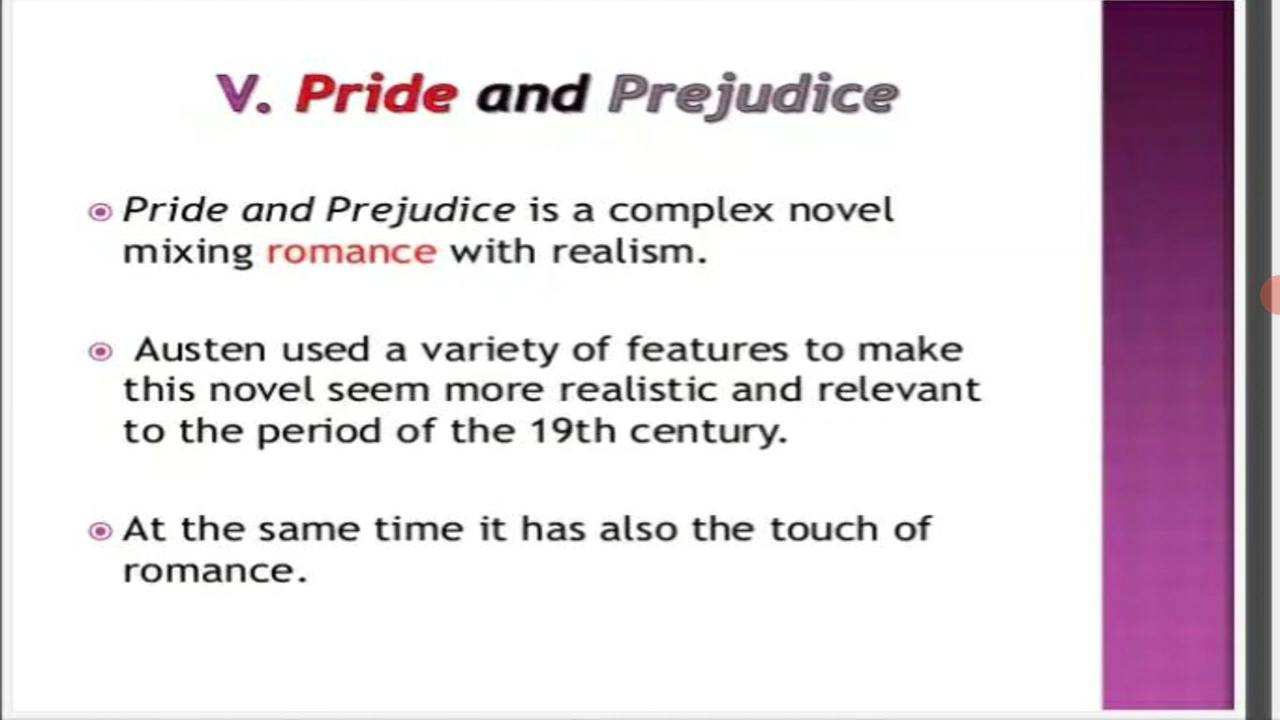 V. Pride and Prejudice
Pride and Prejudice is a complex novel
mixing romance with realism.
Austen used a variety of features to make
this novel seem more realistic and relevant
to the period of the 19th century.
At the same time it has also the touch of
romance.